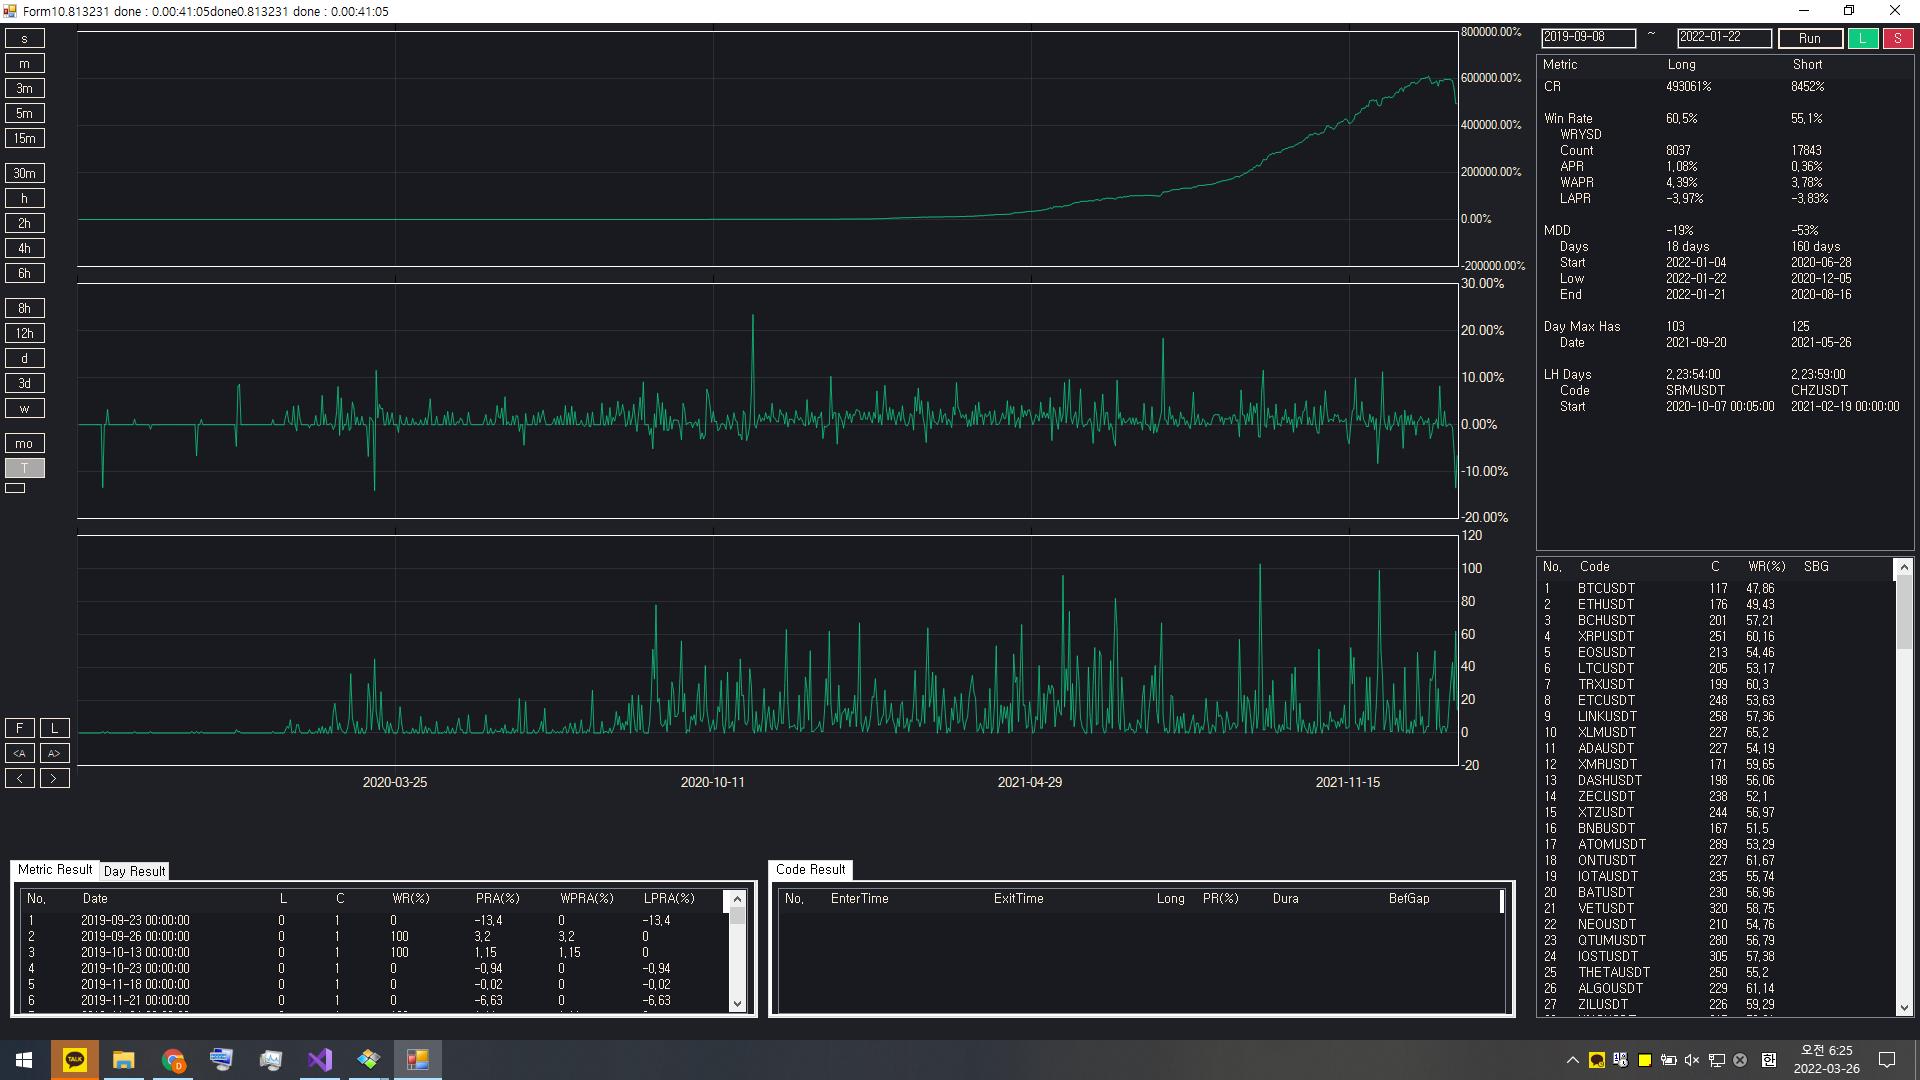 Form10.813231 done : 0.00:41:05done0.813231 done : 0.00:41:05
s
m
3m
5m
15m
30m
h
2h
4h
6h
8h
12h
d
3d
w
mo
T
F L
<A A>
< >
800000.00%
600000.00%
400000.00%
200000.00%
0.00%
-200000.00%
30.00%
20.00%
10.00%
0.00%
-10.00%
-20.00%
120
100
80
60
40
20
0
-20
2020-03-25 2020-10-11 2021-04-29 2021-11-15
2019-09-08 ~ 2022-01-22 Run L S
Metric Long Short
CR 493061% 8452%
Win Rate 60,5% 55,1%
WRYSD
Count 8037 17843
APR 1,08% 0,36%
WAPR 4,39% 3,78%
LAPR -3,97% -3,83%
MDD -19% -53%
Days 18 days 160 days
Start 2022-01-04 2020-06-28
Low 2022-01-22 2020-12-05
End 2022-01-21 2020-08-16
Day Max Has 103 125
Date 2021-09-20 2021-05-26
LH Days 2,23:54:00 2,23:59:00
Code SRMUSDT CHZUSDT
Start 2020-10-07 00:05:00 2021-02-19 00:00:00
No, Code C WR(%) SBG
1 BTCUSDT 117 47,86
2 ETHUSDT 176 49,43
3 BCHUSDT 201 57,21
4 XRPUSDT 251 60,16
5 EOSUSDT 213 54,46
6 LTCUSDT 205 53,17
7 TRXUSDT 199 60,3
8 ETCUSDT 248 53,63
9 LINKUSDT 258 57,36
10 XLMUSDT 227 65,2
11 ADAUSDT 227 54,19
12 XMRUSDT 171 59,65
13 DASHUSDT 198 56,06
14 ZECUSDT 238 52,1
15 XTZUSDT 244 56,97
16 BNBUSDT 167 51,5
17 ATOMUSDT 289 53,29
18 ONTUSDT 227 61,67
19 IOTAUSDT 235 55,74
20 BATUSDT 230 56,96
21 VETUSDT 320 58,75
22 NEOUSDT 210 54,76
23 QTUMUSDT 280 56,79
24 IOSTUSDT 305 57,38
25 THETAUSDT 250 55,2
26 ALGOUSDT 229 61,14
27 ZILUSDT 226 59,29
Metric Result Day Result
No, Date L C WR(%) PRA(%) WPRA(%) LPRA(%)
1 2019-09-23 00:00:00 0 1 0 -13,4 0 -13,4
2 2019-09-26 00:00:00 0 1 100 3,2 3,2 0
3 2019-10-13 00:00:00 0 1 100 1,15 1,15 0
4 2019-10-23 00:00:00 0 1 0 -0,94 0 -0,94
5 2019-11-18 00:00:00 0 1 0 -0,02 0 -0,02
6 2019-11-21 00:00:00 0 1 0 -6,63 0 -6,63
Code Result
No, EnterTime ExitTime Long PR(%) Dura BefGap
TALK
D
오전 6:25
2022-03-26